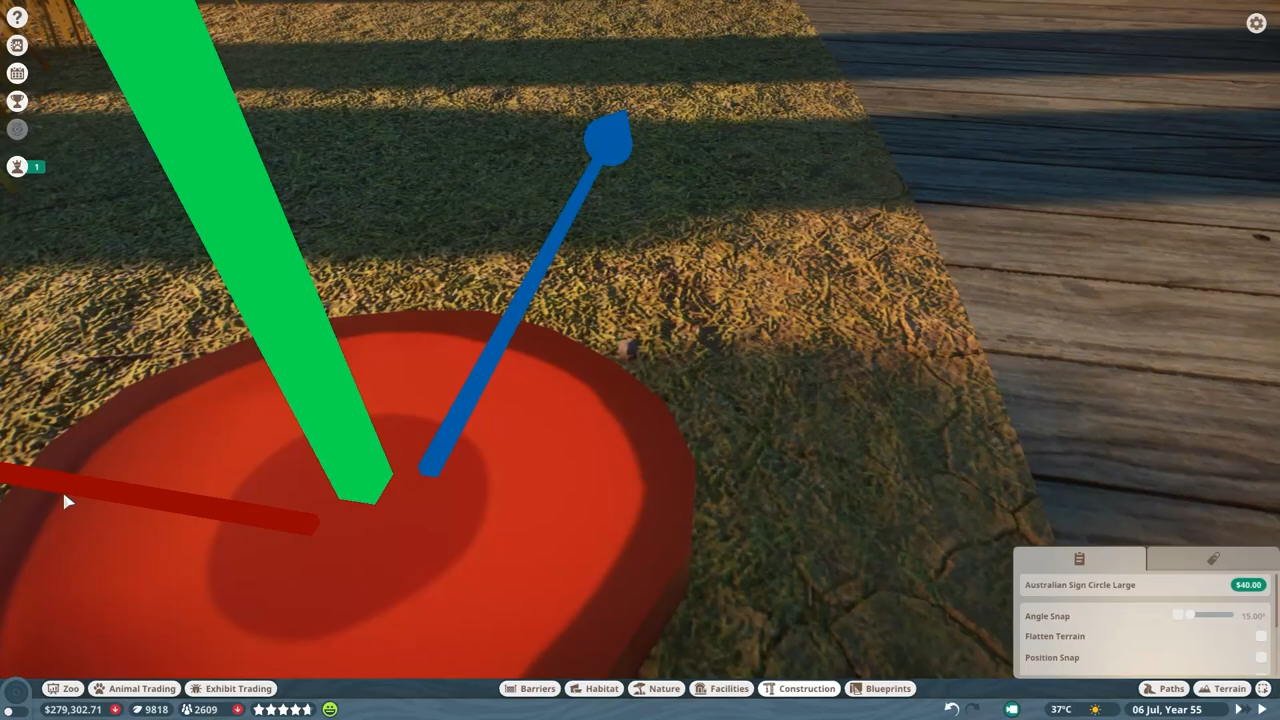 ?
1
Australian Sign Circle Large
$40.00
Angle Snap
15.00°
Flatten Terrain
Position Snap
Zoo
Animal Trading
Exhibit Trading
Barriers
Habitat
Nature
Facilities
Construction
Blueprints
Paths
Terrain
$279,302.71
9818
2609
37°C
06 Jul, Year 55